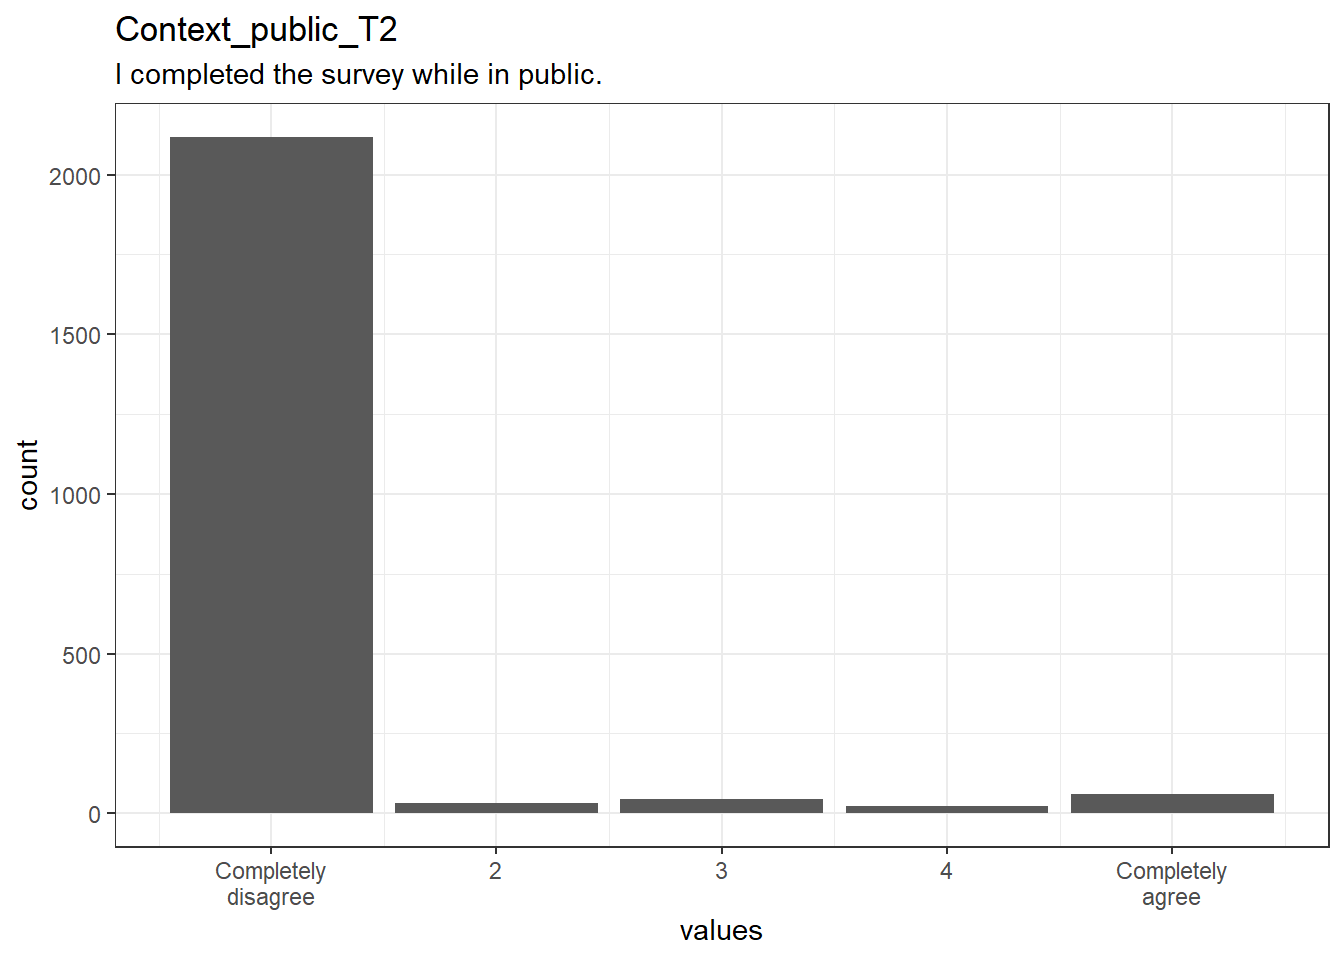 Context_public_T2
I completed the survey while in public.
count
2000
1500
1000
500
0
Completely
disagree
2
3
4
Completely
agree
values